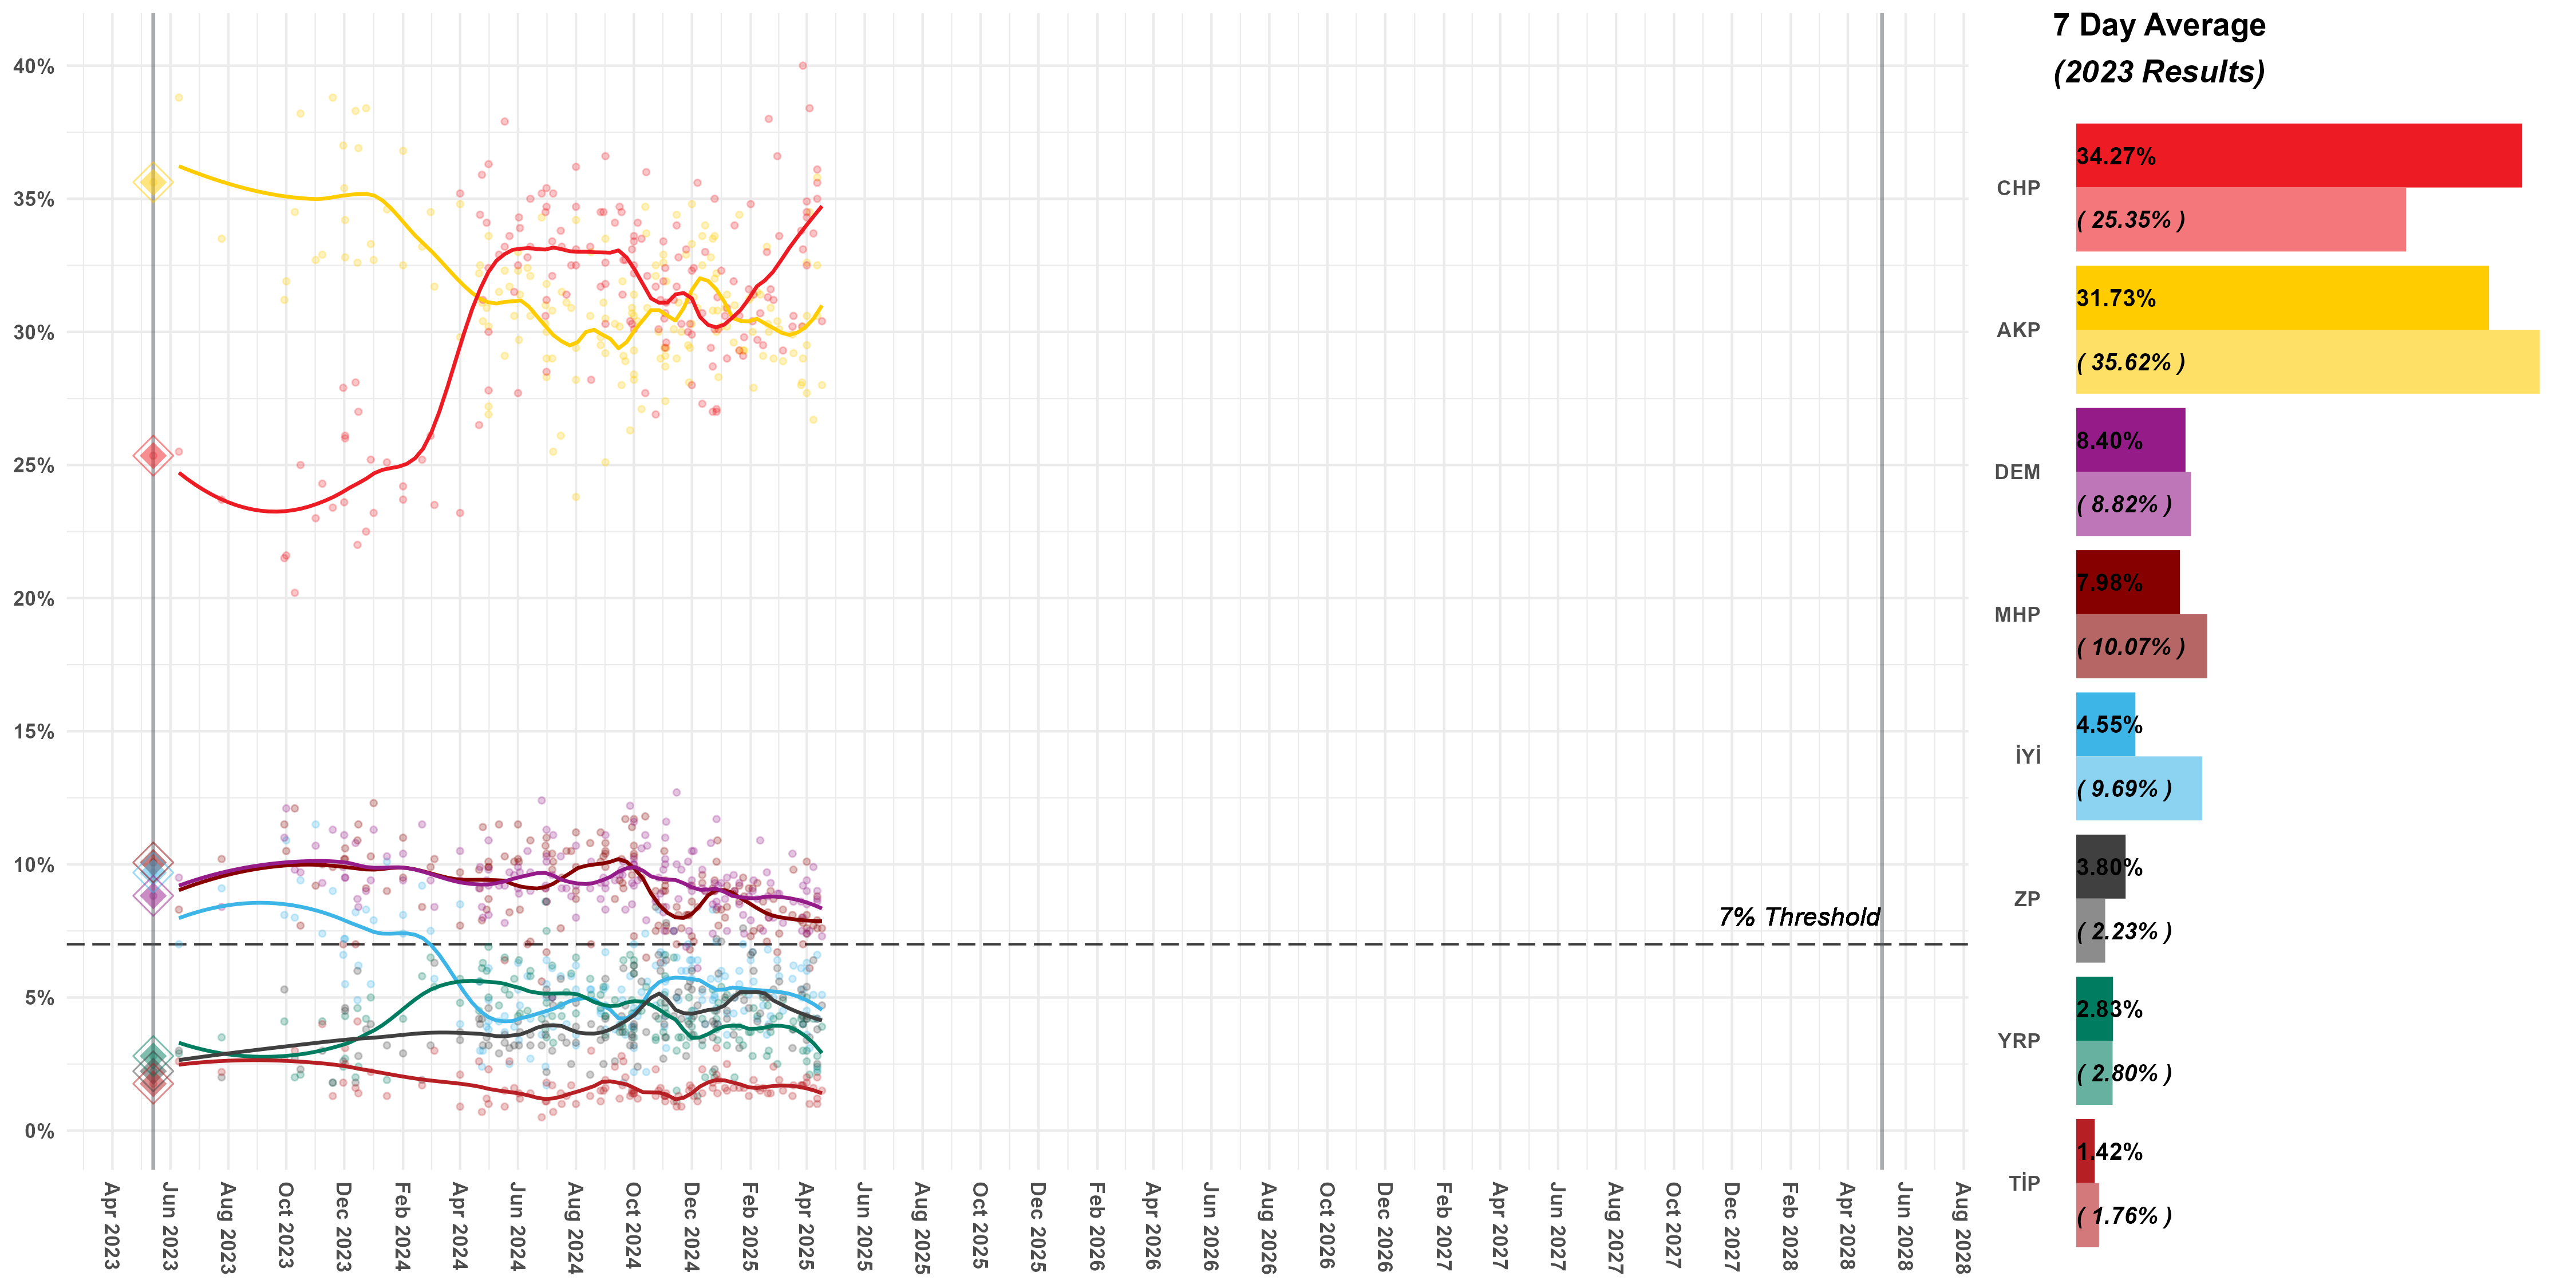 40%
35%
30%
25%
20%
15%
10%
5%
0%
7% Threshold
Apr 2023
Jun 2023
Aug 2023
Oct 2023
Dec 2023
Feb 2024
Apr 2024
Jun 2024
Aug 2024
Oct 2024
Dec 2024
Feb 2025
Apr 2025
Jun 2025
Aug 2025
Oct 2025
Dec 2025
Feb 2026
Apr 2026
Jun 2026
Aug 2026
Oct 2026
Dec 2026
Feb 2027
Apr 2027
Jun 2027
Aug 2027
Oct 2027
Dec 2027
Feb 2028
Apr 2028
Jun 2028
Aug 2028
7 Day Average
(2023 Results)
CHP
34.27%
( 25.35% )
AKP
31.73%
( 35.62% )
DEM
8.40%
( 8.82% )
MHP
7.98%
( 10.07% )
İYİ
4.55%
( 9.69% )
ZP
3.80%
( 2.23% )
YRP
2.83%
( 2.80% )
TİP
1.42%
( 1.76% )